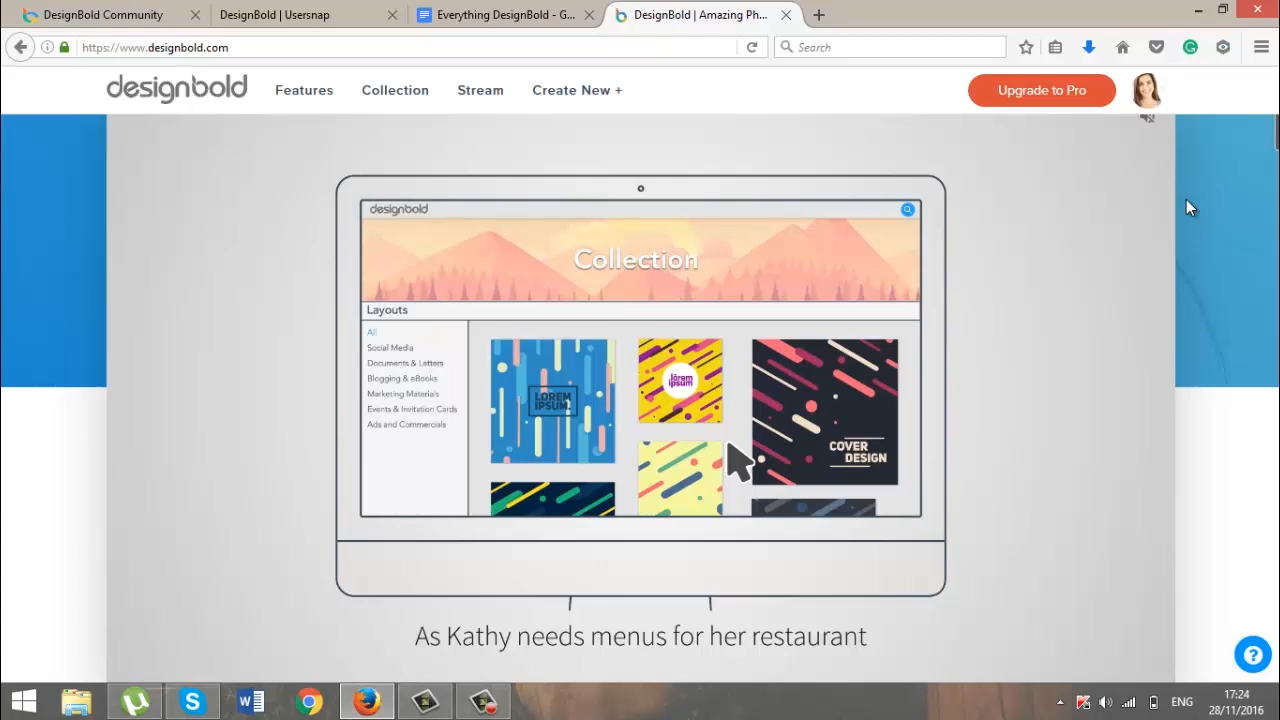 DesignBold Community
DesignBold | Usersnap
Everything DesignBold - G...
DesignBold | Amazing Ph...
https://www.designbold.com
Search
designbold
Features
Collection
Stream
Create New +
Upgrade to Pro
designbold
Collection
Layouts
All
Social Media
Documents & Letters
Blogging & eBooks
Marketing Materials
Events & Invitation Cards
Ads and Commercials
LOREM
IPSUM.
lorem
ipsum
COVER
DESIGN
As Kathy needs menus for her restaurant
?
ENG
17:24
28/11/2016